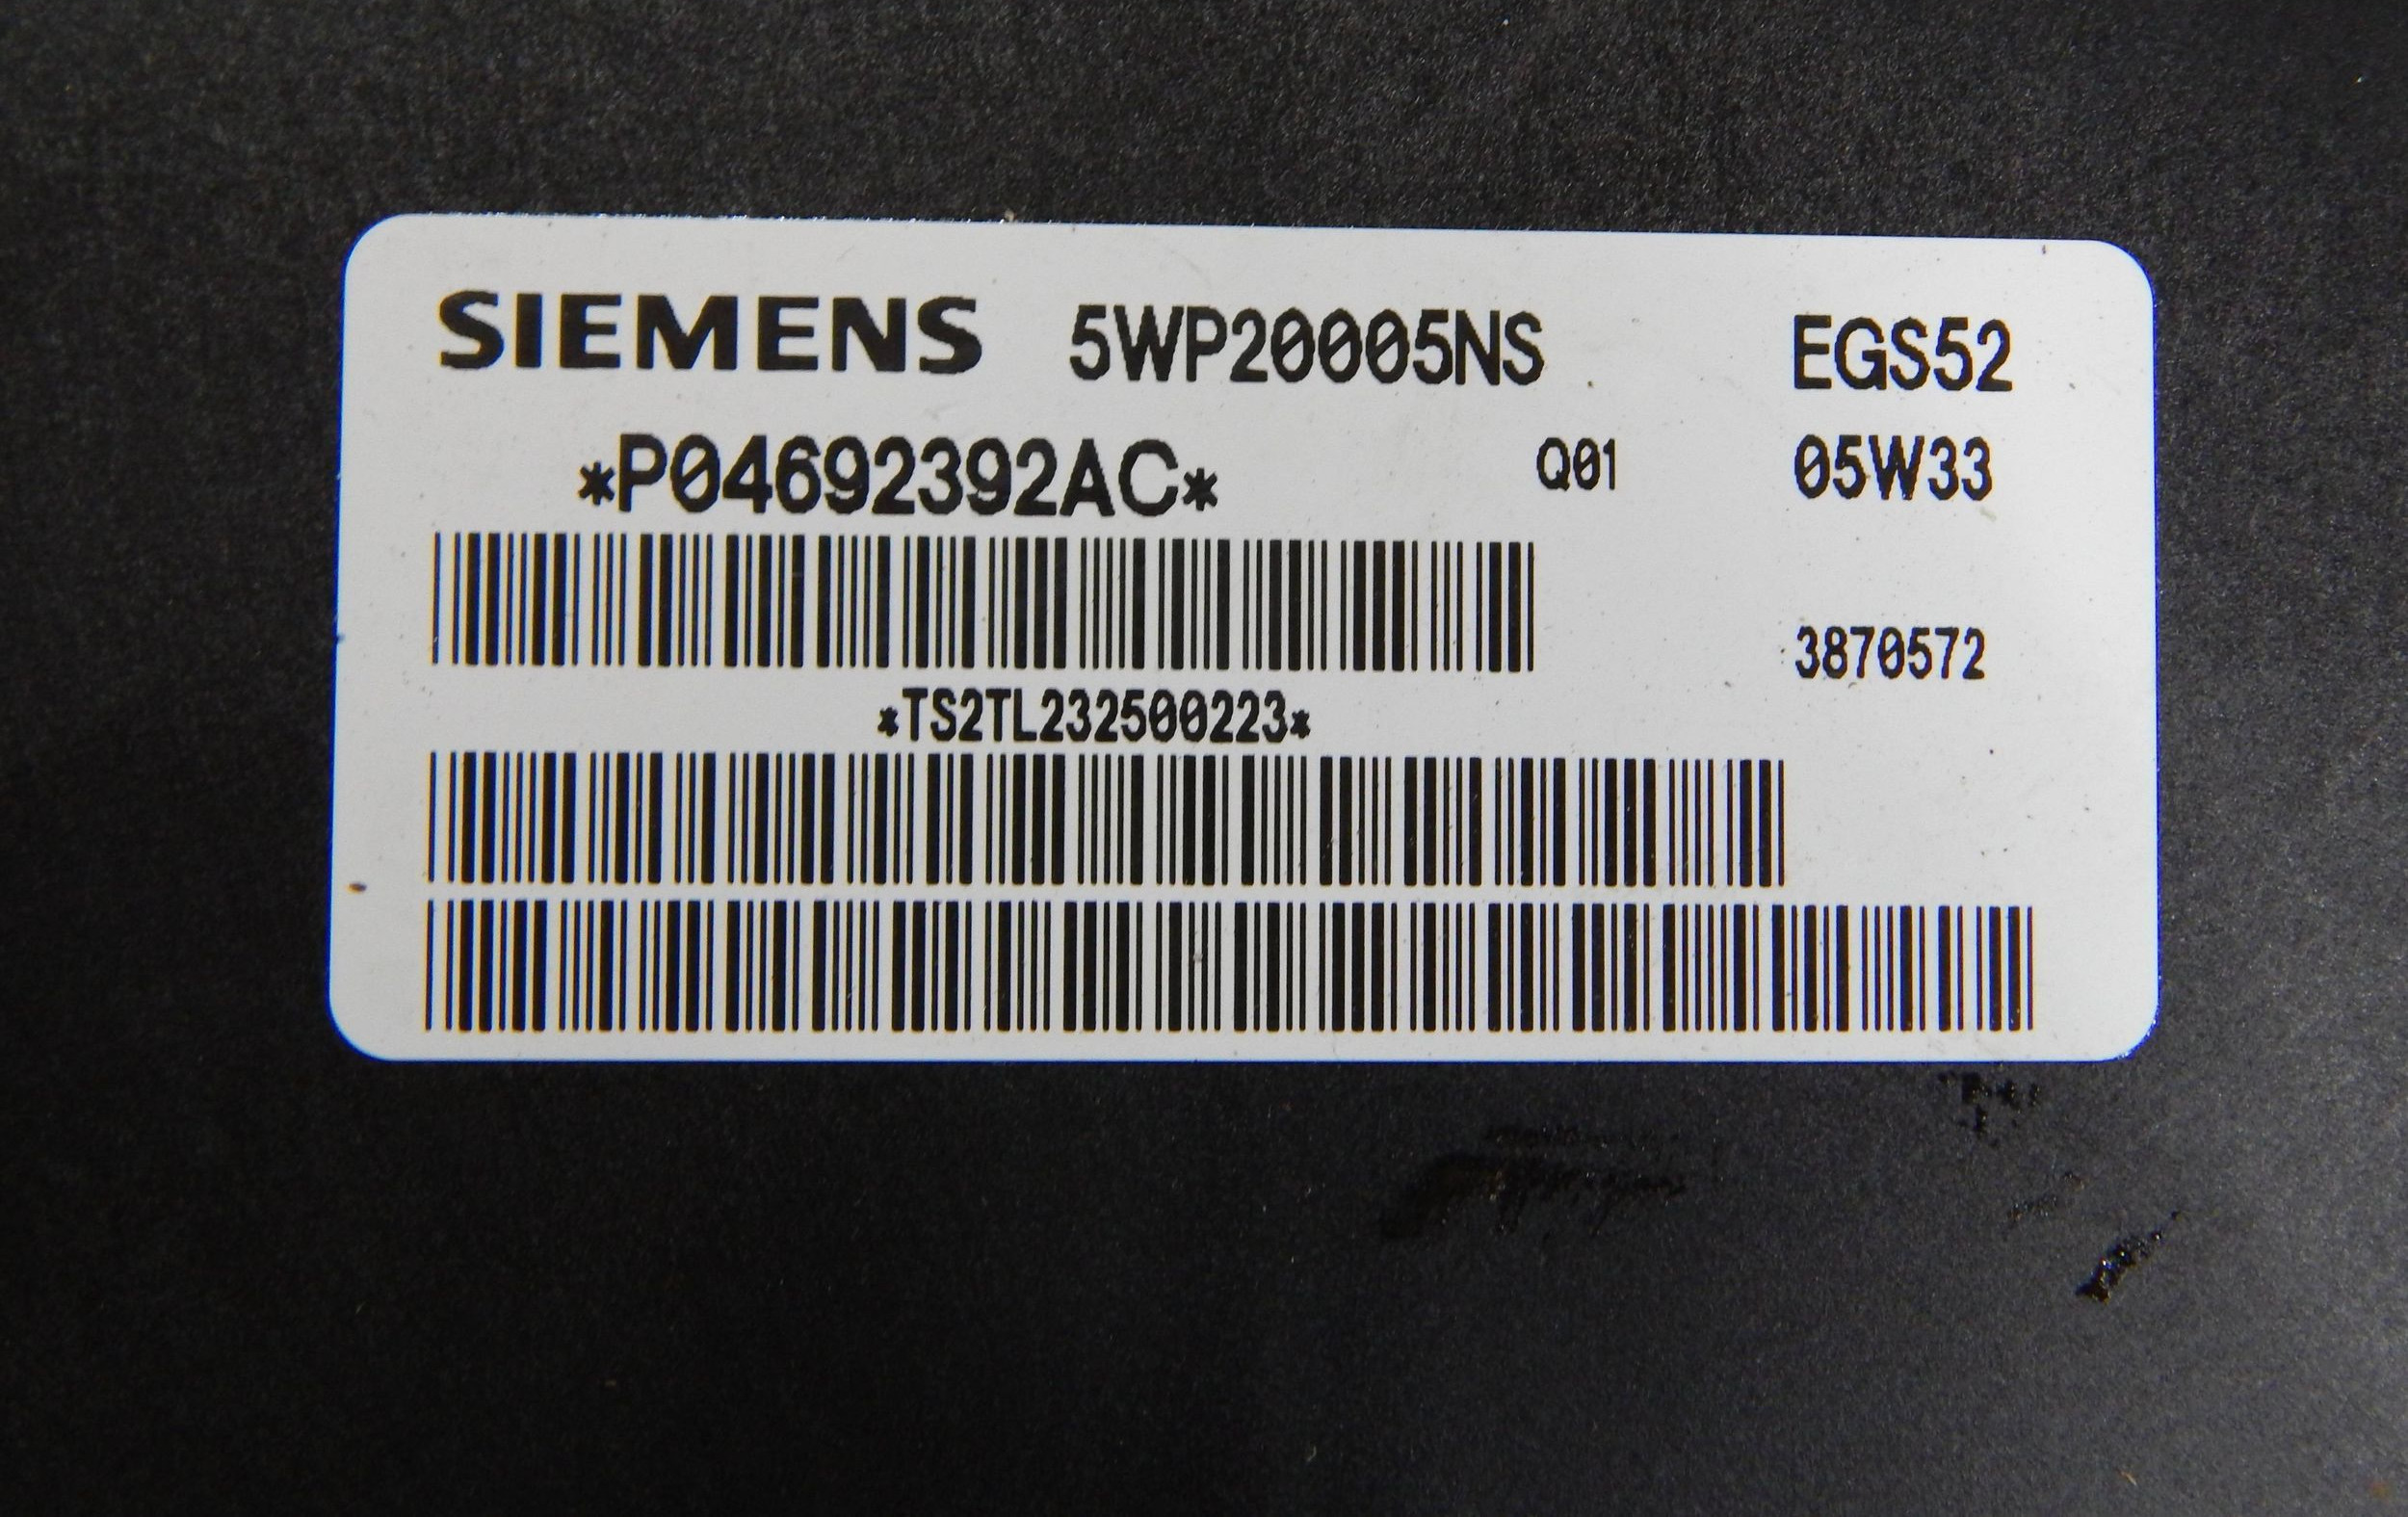 SIEMENS 5WP20005NS EGS52
*P04692392AC* Q01 05W33
3870572
*TS2TL232500223*